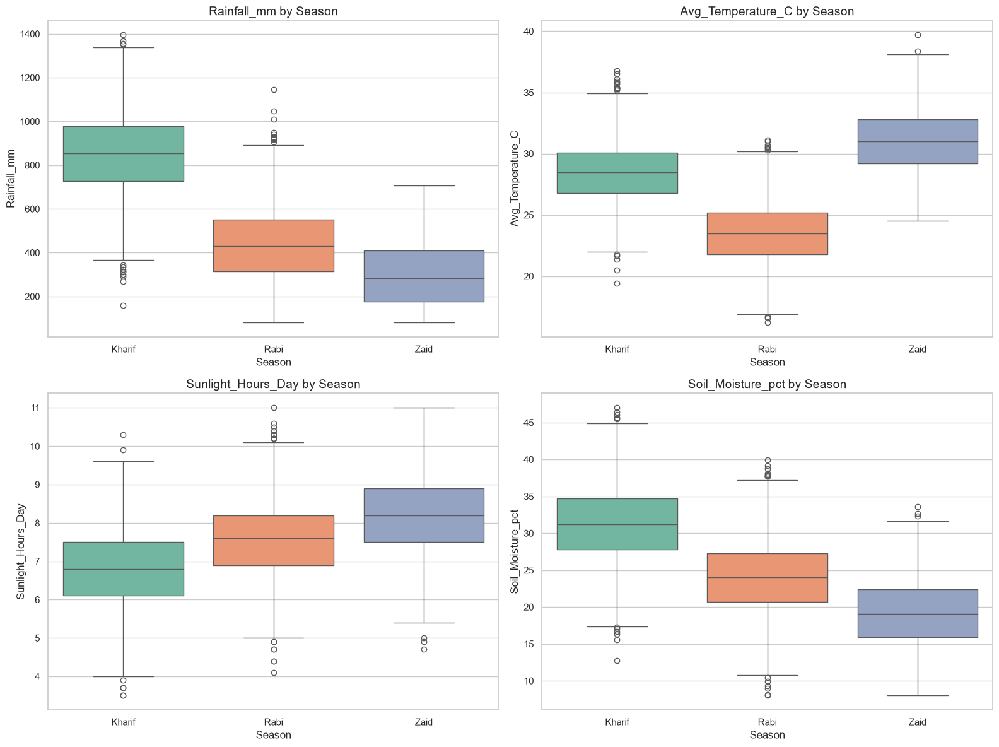 Rainfall_mm by Season
1400
1200
1000
800
600
400
200
Rainfall_mm
Kharif Rabi Zaid
Season
Avg_Temperature_C by Season
40
35
30
25
20
Avg_Temperature_C
Kharif Rabi Zaid
Season
Sunlight_Hours_Day by Season
11
10
9
8
7
6
5
4
Sunlight_Hours_Day
Kharif Rabi Zaid
Season
Soil_Moisture_pct by Season
45
40
35
30
25
20
15
10
Soil_Moisture_pct
Kharif Rabi Zaid
Season